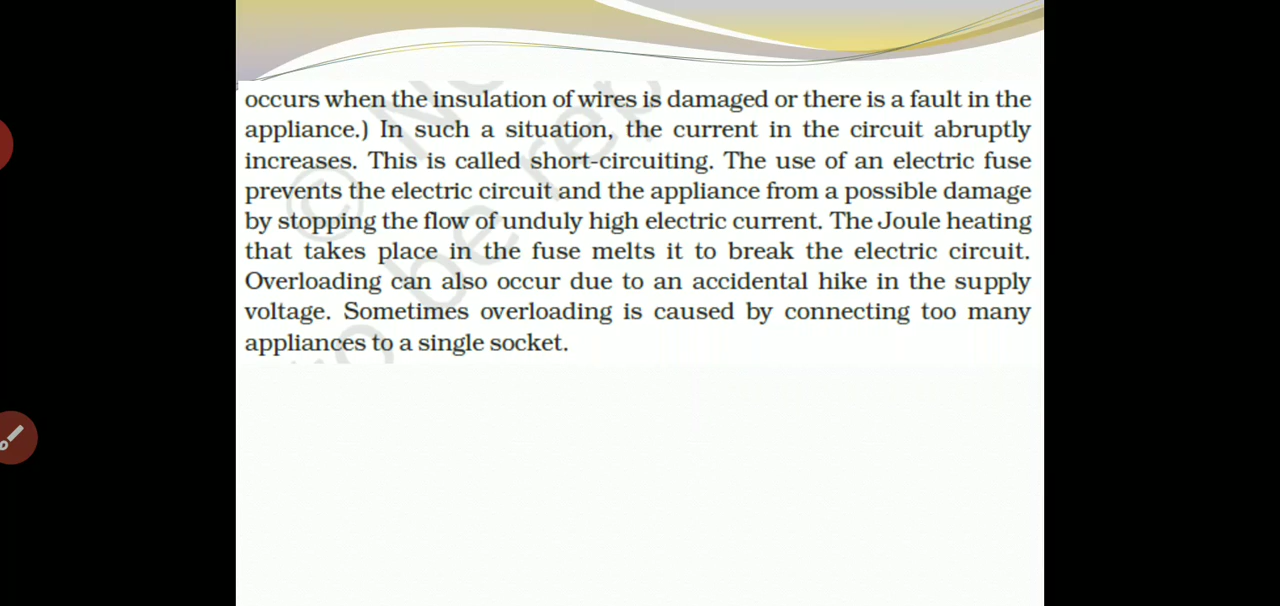 occurs when the insulation of wires is damaged or there is a fault in the
appliance.) In such a situation, the current in the circuit abruptly
increases. This is called short-circuiting. The use of an electric fuse
prevents the electric circuit and the appliance from a possible damage
by stopping the flow of unduly high electric current. The Joule heating
that takes place in the fuse melts it to break the electric circuit.
Overloading can also occur due to an accidental hike in the supply
voltage. Sometimes overloading is caused by connecting too many
appliances to a single socket.